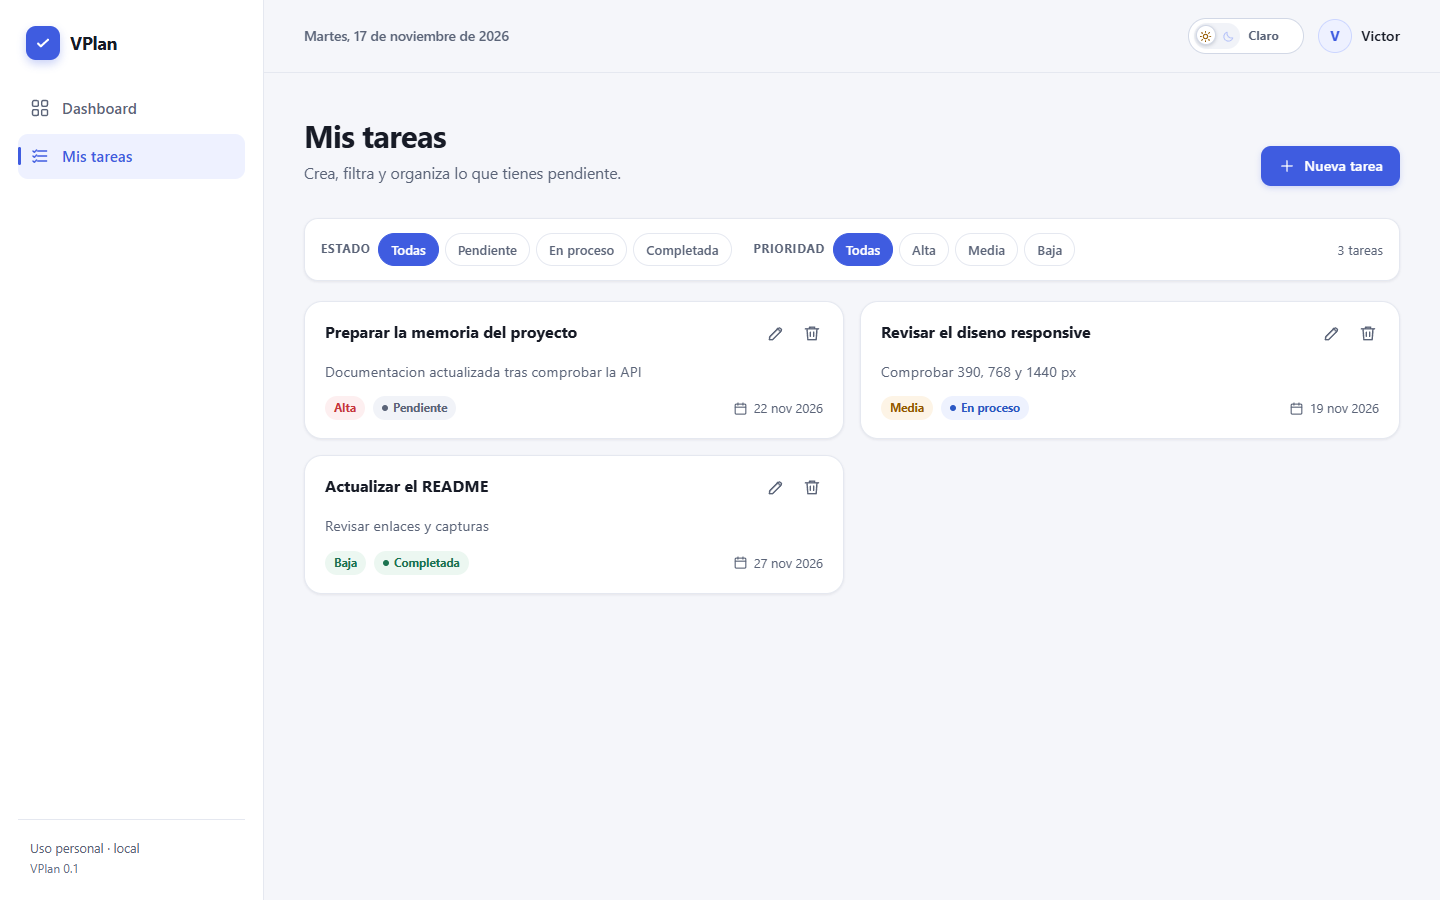 VPlan
Dashboard
Mis tareas
Uso personal · local
VPlan 0.1
Martes, 17 de noviembre de 2026
Claro
V
Victor
Mis tareas
Crea, filtra y organiza lo que tienes pendiente.
Nueva tarea
ESTADO Todas Pendiente En proceso Completada PRIORIDAD Todas Alta Media Baja 3 tareas
Preparar la memoria del proyecto
Documentacion actualizada tras comprobar la API
Alta Pendiente 22 nov 2026
Revisar el diseno responsive
Comprobar 390, 768 y 1440 px
Media En proceso 19 nov 2026
Actualizar el README
Revisar enlaces y capturas
Baja Completada 27 nov 2026